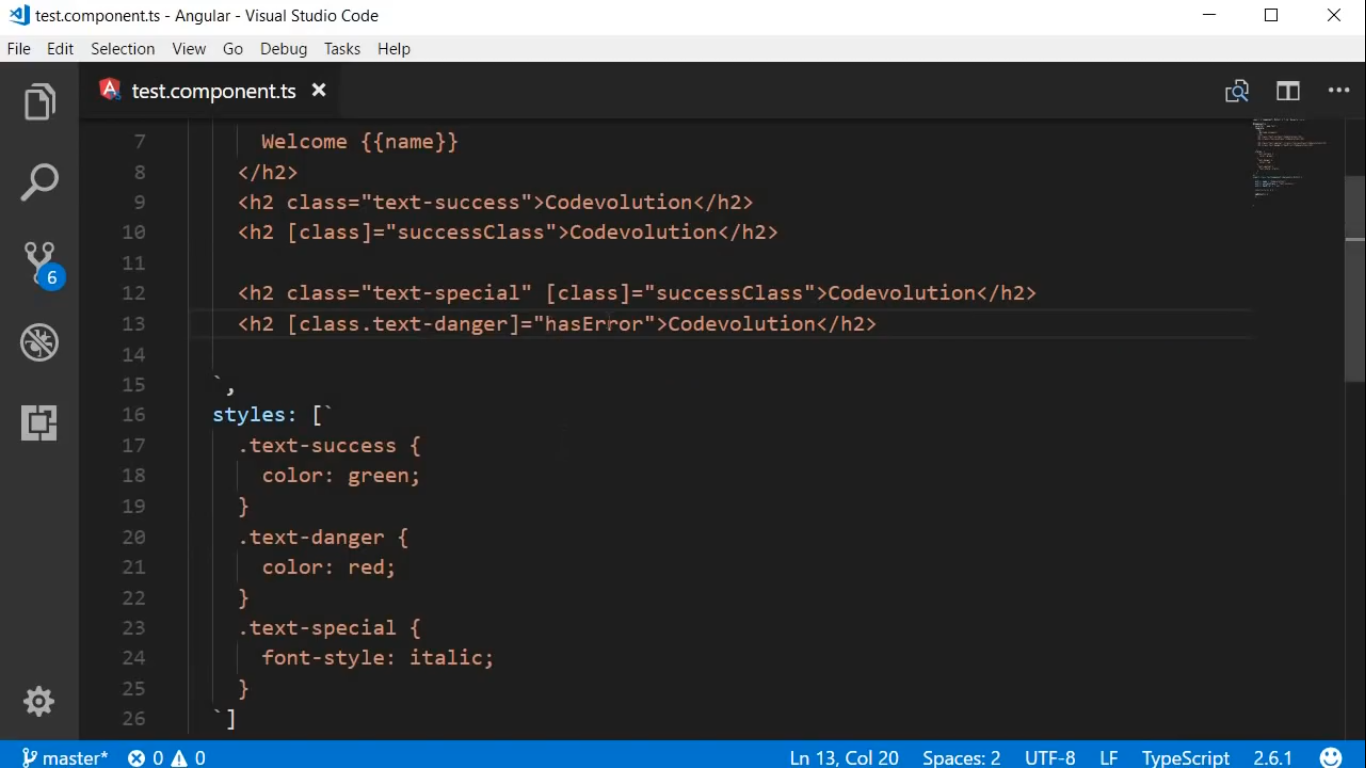 test.component.ts - Angular - Visual Studio Code
File Edit Selection View Go Debug Tasks Help
test.component.ts
7 Welcome {{name}}
8 </h2>
9 <h2 class="text-success">Codevolution</h2>
10 <h2 [class]="successClass">Codevolution</h2>
11
12 <h2 class="text-special" [class]="successClass">Codevolution</h2>
13 <h2 [class.text-danger]="hasError">Codevolution</h2>
14
15 `,
16 styles: [`
17 .text-success {
18 color: green;
19 }
20 .text-danger {
21 color: red;
22 }
23 .text-special {
24 font-style: italic;
25 }
26 `]
6
master* 0 0 Ln 13, Col 20 Spaces: 2 UTF-8 LF TypeScript 2.6.1